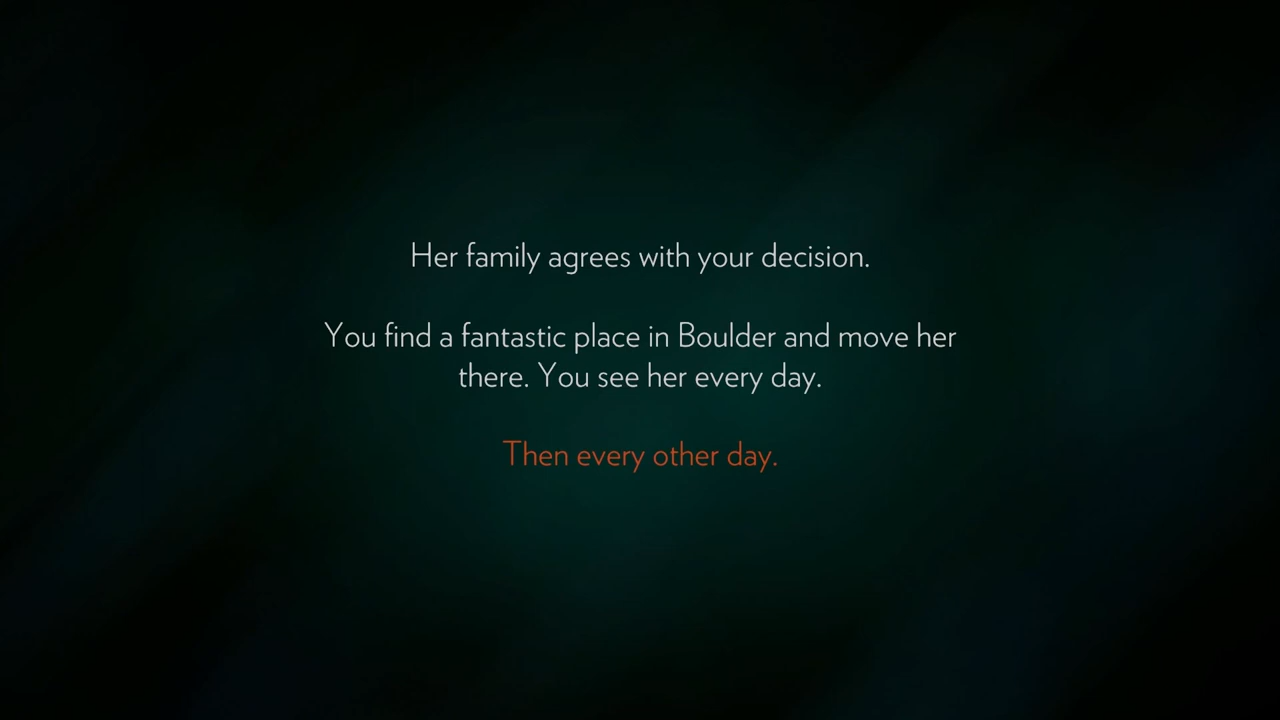 Her family agrees with your decision.
You find a fantastic place in Boulder and move her
there. You see her every day.
Then every other day.